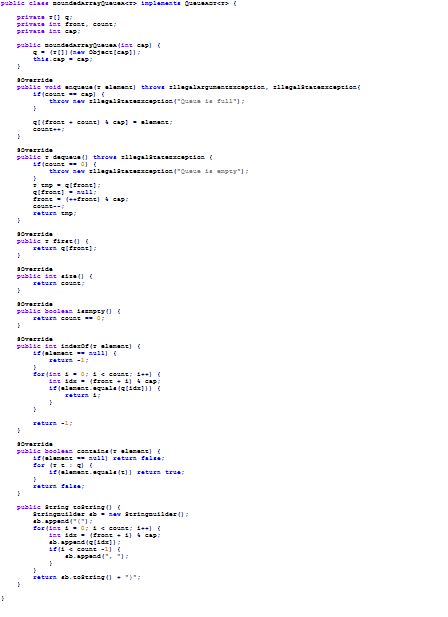 public class BoundedArrayQueueA<T> implements QueueADT<T> {
private T[] q;
private int front, count;
private int cap;
public BoundedArrayQueueA(int cap) {
q = (T[])(new Object[cap]);
this.cap = cap;
}
@Override
public void enqueue(T element) throws IllegalArgumentException, IllegalStateException{
if(count == cap) {
throw new IllegalStateException("Queue is full");
}
q[(front + count) % cap] = element;
count++;
}
@Override
public T dequeue() throws IllegalStateException {
if(count == 0) {
throw new IllegalStateException("Queue is empty");
}
T tmp = q[front];
q[front] = null;
front = (++front) % cap;
count--;
return tmp;
}
@Override
public T first() {
return q[front];
}
@Override
public int size() {
return count;
}
@Override
public boolean isEmpty() {
return count == 0;
}
@Override
public int indexOf(T element) {
if(element == null) {
return -1;
}
for(int i = 0; i < count; i++) {
int idx = (front + i) % cap;
if(element.equals(q[idx])) {
return i;
}
}
return -1;
}
@Override
public boolean contains(T element) {
if(element == null) return false;
for (T t : q) {
if(element.equals(t)) return true;
}
return false;
}
public String toString() {
StringBuilder sb = new StringBuilder();
sb.append("{");
for(int i = 0; i < count; i++) {
int idx = (front + i) % cap;
sb.append(q[idx]);
if(i < count -1) {
sb.append(", ");
}
}
return sb.toString() + "}";
}
}